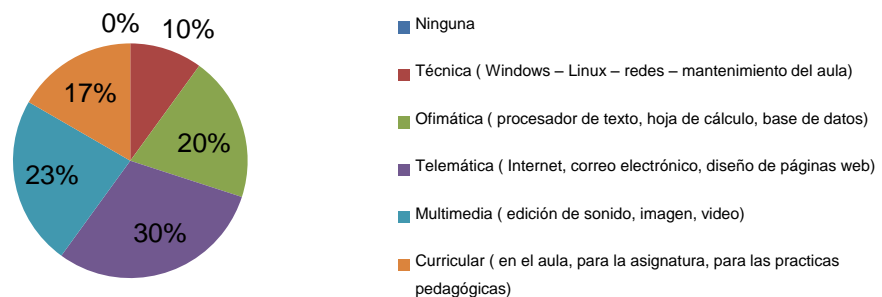 0%
10%
17%
20%
23%
30%
Ninguna
Técnica ( Windows – Linux – redes – mantenimiento del aula)
Ofimática ( procesador de texto, hoja de cálculo, base de datos)
Telemática ( Internet, correo electrónico, diseño de páginas web)
Multimedia ( edición de sonido, imagen, video)
Curricular ( en el aula, para la asignatura, para las practicas
pedagógicas)